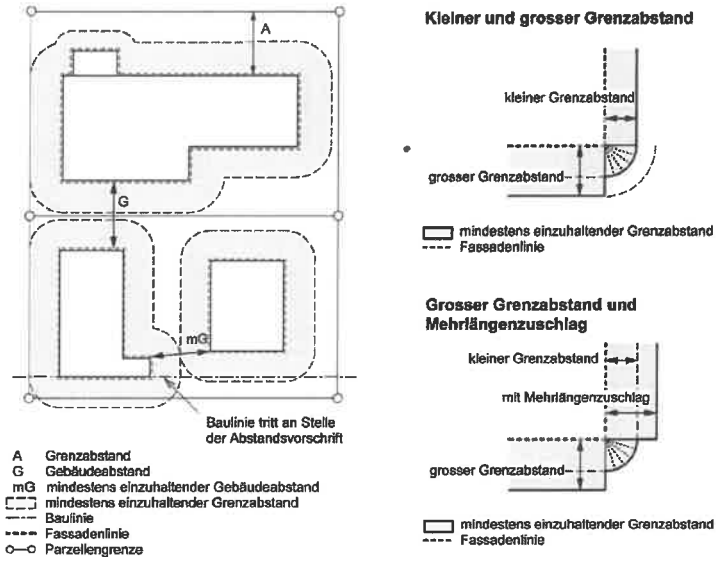 A
G
mG
Baulinie tritt an Stelle
der Abstandsvorschrift
A Grenzabstand
G Gebäudeabstand
mG mindestens einzuhaltender Gebäudeabstand
mindestens einzuhaltender Grenzabstand
Baulinie
Fassadenlinie
Parzellengrenze
Kleiner und grosser Grenzabstand
kleiner Grenzabstand
grosser Grenzabstand
mindestens einzuhaltender Grenzabstand
Fassadenlinie
Grosser Grenzabstand und
Mehrlängenzuschlag
kleiner Grenzabstand
mit Mehrlängenzuschlag
grosser Grenzabstand
mindestens einzuhaltender Grenzabstand
Fassadenlinie